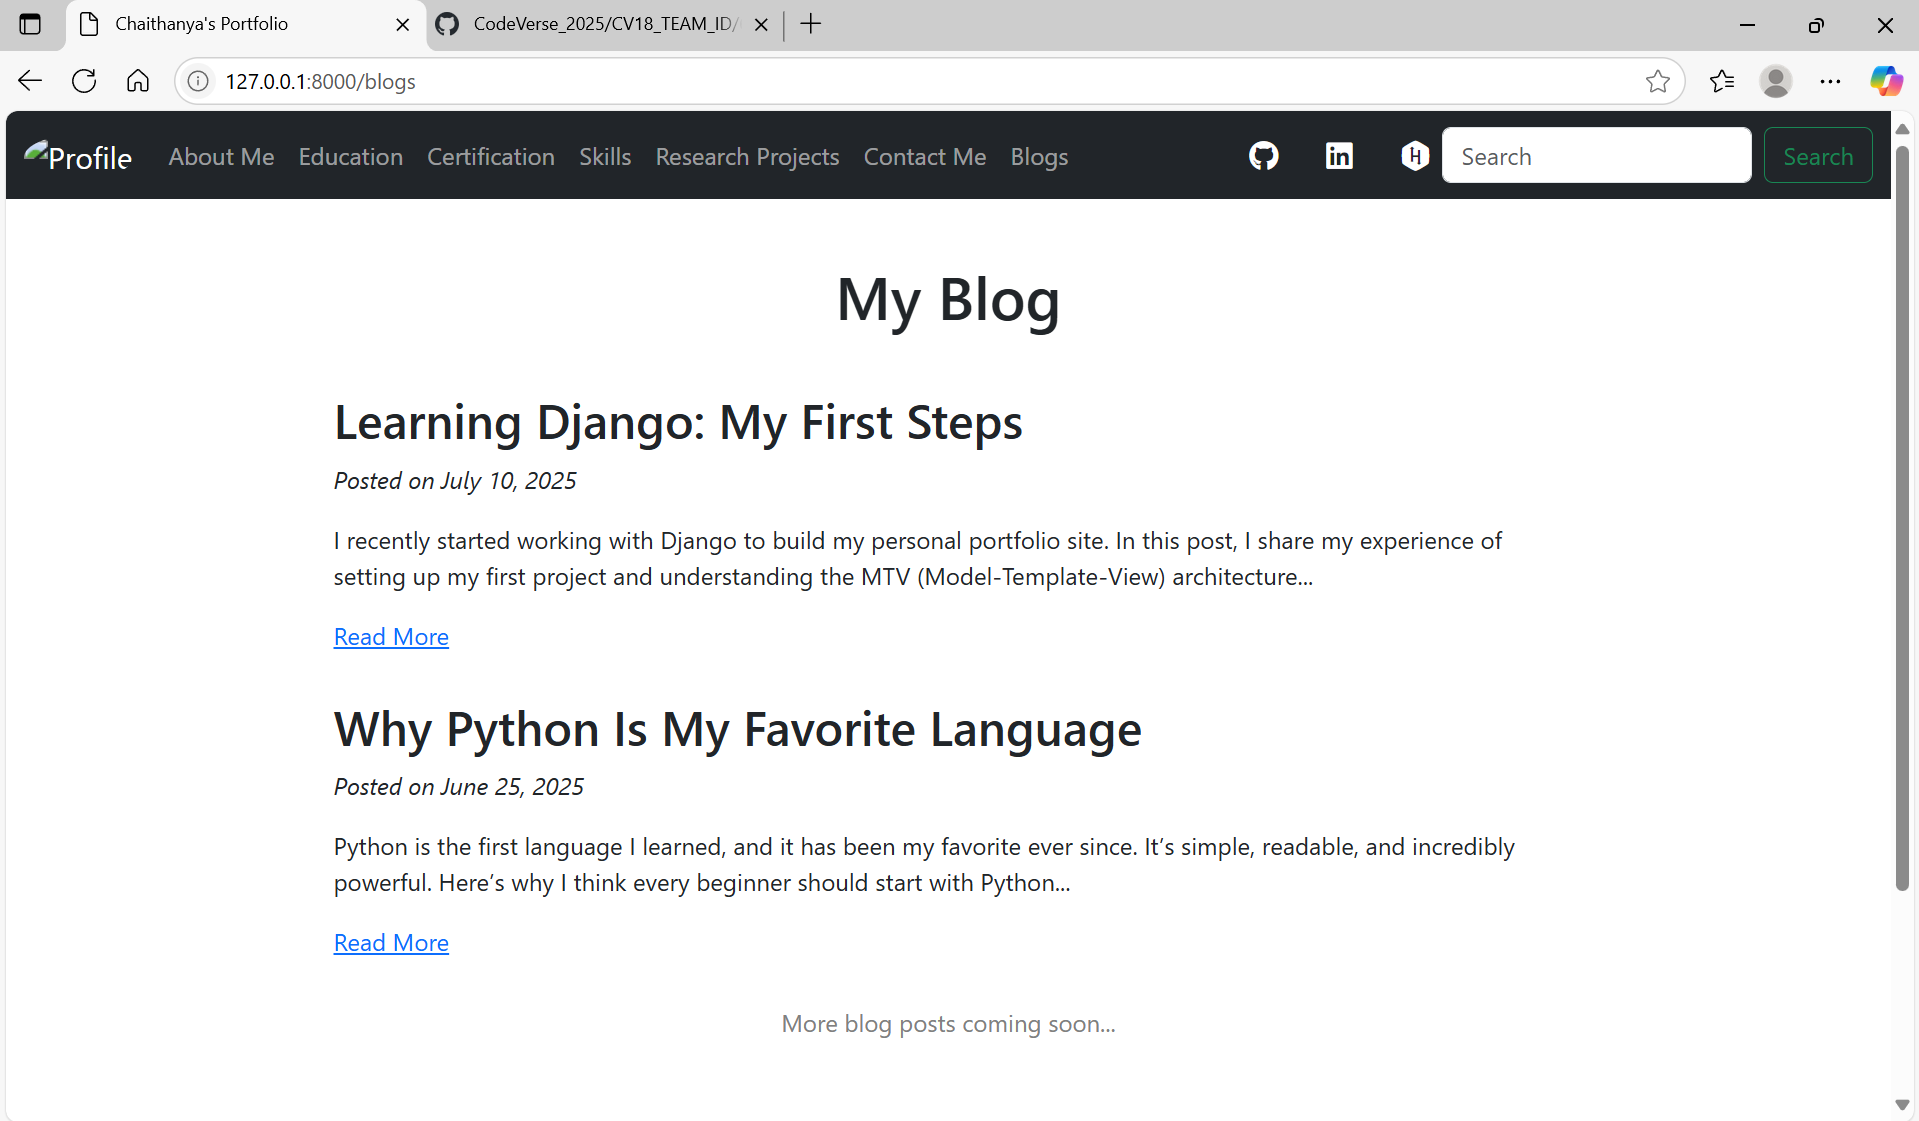 Chaithanya's Portfolio
CodeVerse_2025/CV18_TEAM_ID/
127.0.0.1:8000/blogs
Profile About Me Education Certification Skills Research Projects Contact Me Blogs in H Search Search
My Blog
Learning Django: My First Steps
Posted on July 10, 2025
I recently started working with Django to build my personal portfolio site. In this post, I share my experience of
setting up my first project and understanding the MTV (Model-Template-View) architecture...
Read More
Why Python Is My Favorite Language
Posted on June 25, 2025
Python is the first language I learned, and it has been my favorite ever since. It’s simple, readable, and incredibly
powerful. Here’s why I think every beginner should start with Python...
Read More
More blog posts coming soon...